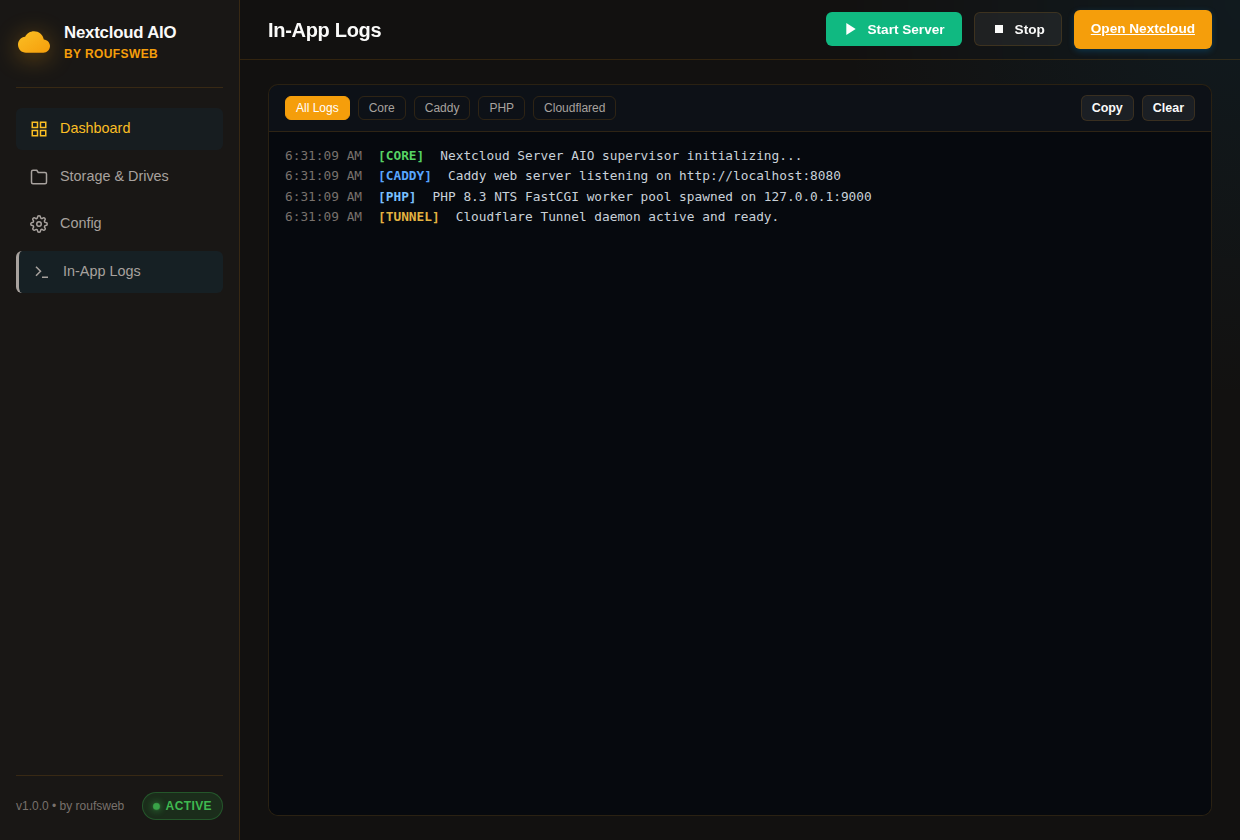 Nextcloud AIO
BY ROUFSWEB
Dashboard
Storage & Drives
Config
In-App Logs
v1.0.0 • by roufsweb
ACTIVE
In-App Logs
Start Server
Stop
Open Nextcloud
All Logs
Core
Caddy
PHP
Cloudflared
Copy
Clear
6:31:09 AM [CORE] Nextcloud Server AIO supervisor initializing...
6:31:09 AM [CADDY] Caddy web server listening on http://localhost:8080
6:31:09 AM [PHP] PHP 8.3 NTS FastCGI worker pool spawned on 127.0.0.1:9000
6:31:09 AM [TUNNEL] Cloudflare Tunnel daemon active and ready.